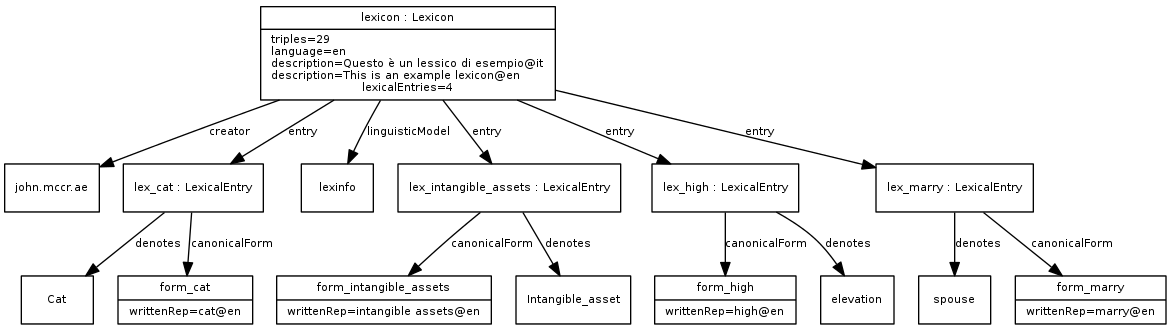 lexicon : Lexicon
triples=29
language=en
description=Questo è un lessico di esempio@it
description=This is an example lexicon@en
lexicalEntries=4
creator
entry
linguisticModel
entry
entry
entry
john.mccr.ae
lex_cat : LexicalEntry
lexinfo
lex_intangible_assets : LexicalEntry
lex_high : LexicalEntry
lex_marry : LexicalEntry
denotes
canonicalForm
canonicalForm
denotes
canonicalForm
denotes
denotes
canonicalForm
Cat
form_cat
writtenRep=cat@en
form_intangible_assets
writtenRep=intangible assets@en
Intangible_asset
form_high
writtenRep=high@en
elevation
spouse
form_marry
writtenRep=marry@en